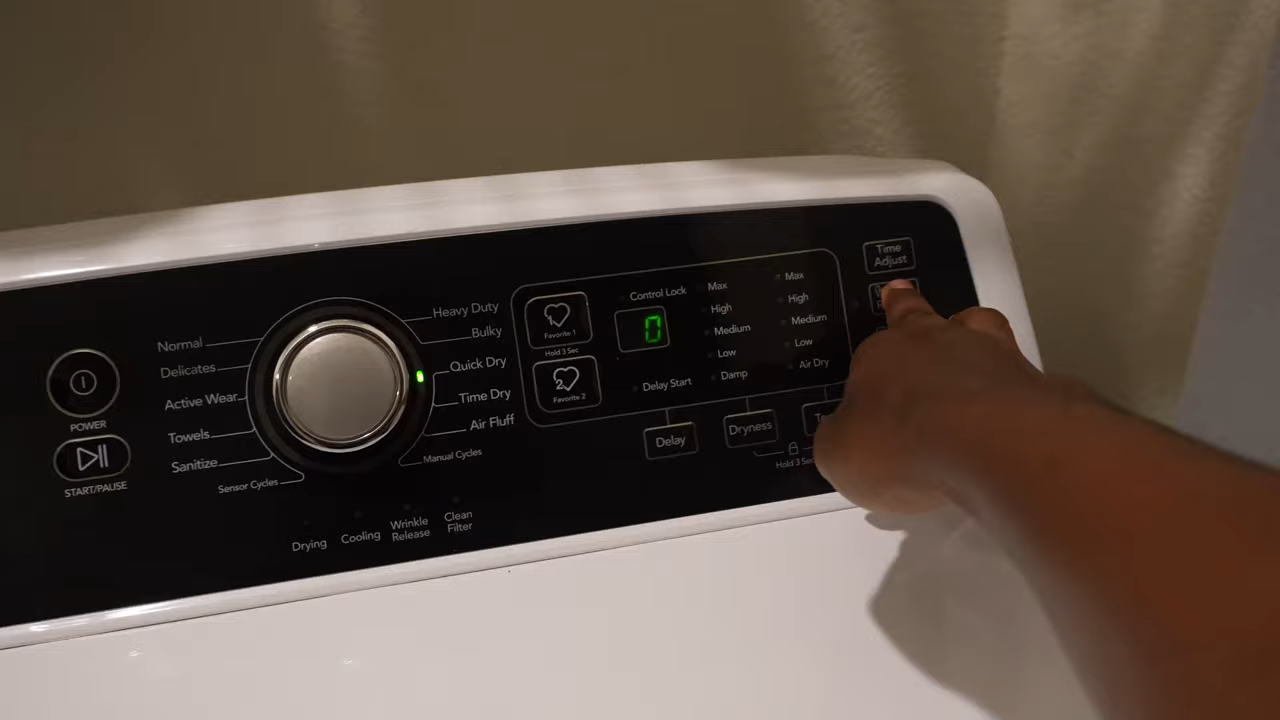 POWER
START/PAUSE
Normal
Delicates
Active Wear
Towels
Sanitize
Sensor Cycles
Heavy Duty
Bulky
Quick Dry
Time Dry
Air Fluff
Manual Cycles
Drying
Cooling
Wrinkle
Release
Clean
Filter
1
Favorite 1
Hold 3 Sec
2
Favorite 2
Control Lock
0
Delay Start
Max
High
Medium
Low
Damp
Max
High
Medium
Low
Air Dry
Delay
Dryness
Hold 3 Sec
Time
Adjust